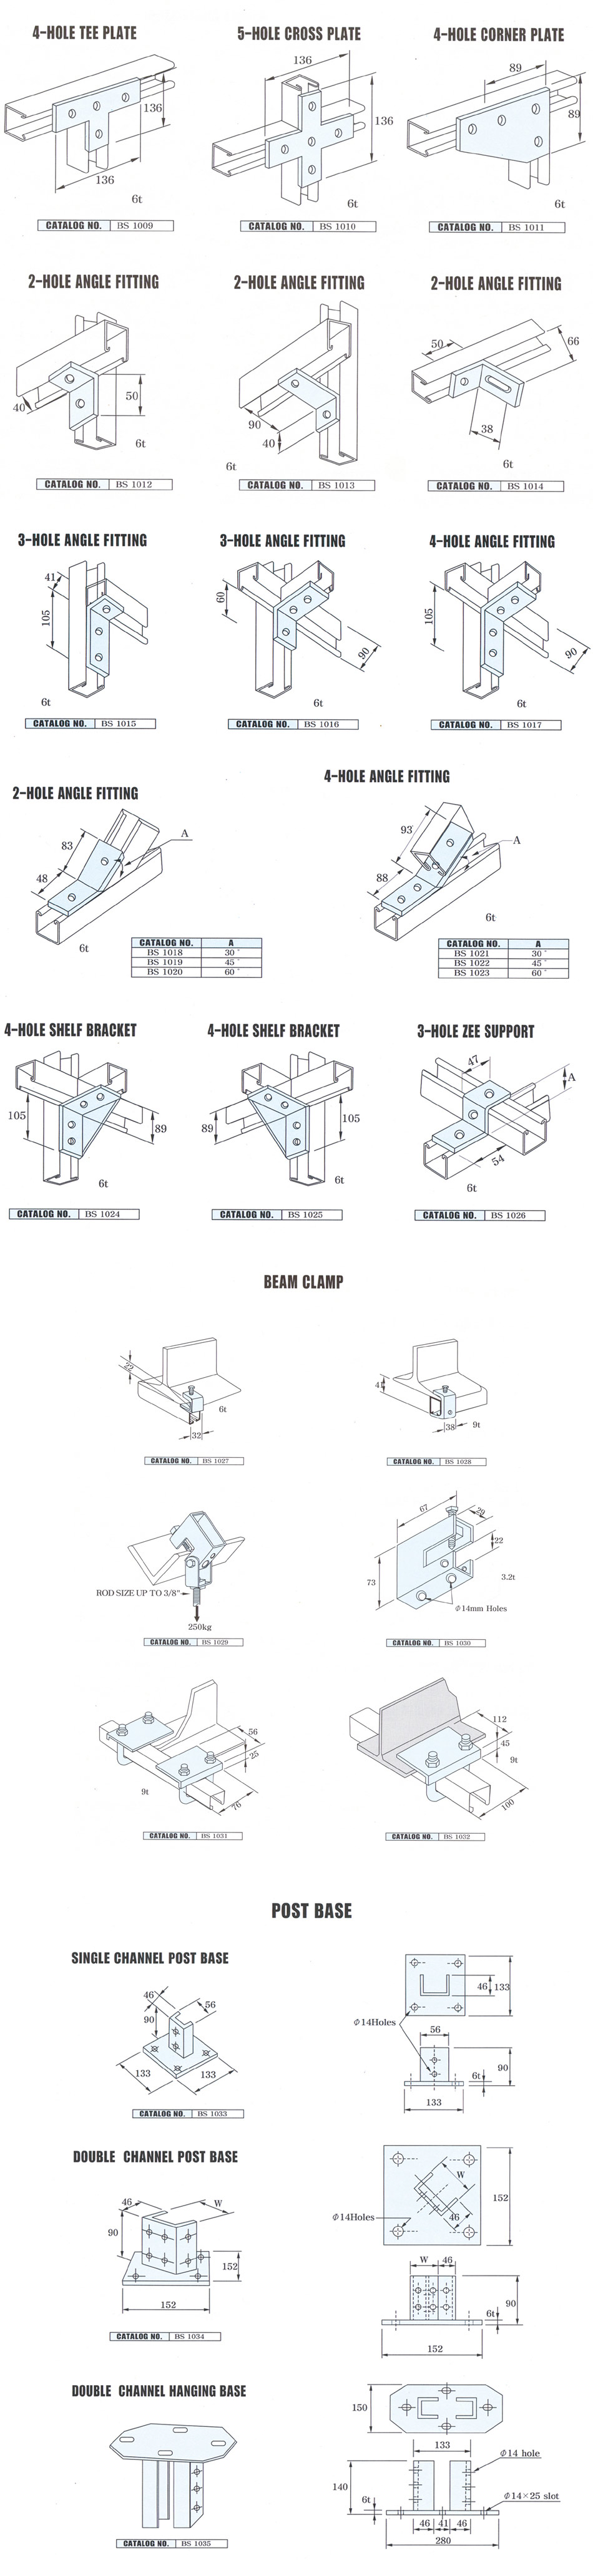 4-HOLE TEE PLATE
5-HOLE CROSS PLATE
4-HOLE CORNER PLATE
136
136
6t
136
136
6t
89
89
6t
CATALOG NO. BS 1009
CATALOG NO. BS 1010
CATALOG NO. BS 1011
2-HOLE ANGLE FITTING
2-HOLE ANGLE FITTING
2-HOLE ANGLE FITTING
40
50
6t
90
40
6t
50
66
38
6t
CATALOG NO. BS 1012
CATALOG NO. BS 1013
CATALOG NO. BS 1014
3-HOLE ANGLE FITTING
3-HOLE ANGLE FITTING
4-HOLE ANGLE FITTING
41
105
6t
60
90
6t
105
90
6t
CATALOG NO. BS 1015
CATALOG NO. BS 1016
CATALOG NO. BS 1017
2-HOLE ANGLE FITTING
4-HOLE ANGLE FITTING
83
48
A
6t
93
88
A
6t
CATALOG NO. A
BS 1018 30°
BS 1019 45°
BS 1020 60°
CATALOG NO. A
BS 1021 30°
BS 1022 45°
BS 1023 60°
4-HOLE SHELF BRACKET
4-HOLE SHELF BRACKET
3-HOLE ZEE SUPPORT
105
89
6t
89
105
6t
47
A
54
6t
CATALOG NO. BS 1024
CATALOG NO. BS 1025
CATALOG NO. BS 1026
BEAM CLAMP
22
6t
32
41
38
9t
CATALOG NO. BS 1027
CATALOG NO. BS 1028
ROD SIZE UP TO 3/8"
250kg
67
29
22
73
3.2t
Φ14mm Holes
CATALOG NO. BS 1029
CATALOG NO. BS 1030
56
25
9t
76
112
45
9t
100
CATALOG NO. BS 1031
CATALOG NO. BS 1032
POST BASE
SINGLE CHANNEL POST BASE
46
56
90
133
133
46
133
Φ14Holes
56
90
6t
133
CATALOG NO. BS 1033
DOUBLE CHANNEL POST BASE
46
W
90
152
152
W
152
Φ14Holes
46
W
46
90
6t
152
CATALOG NO. BS 1034
DOUBLE CHANNEL HANGING BASE
150
133
Φ14 hole
140
6t
Φ14×25 slot
46
41
46
280
CATALOG NO. BS 1035